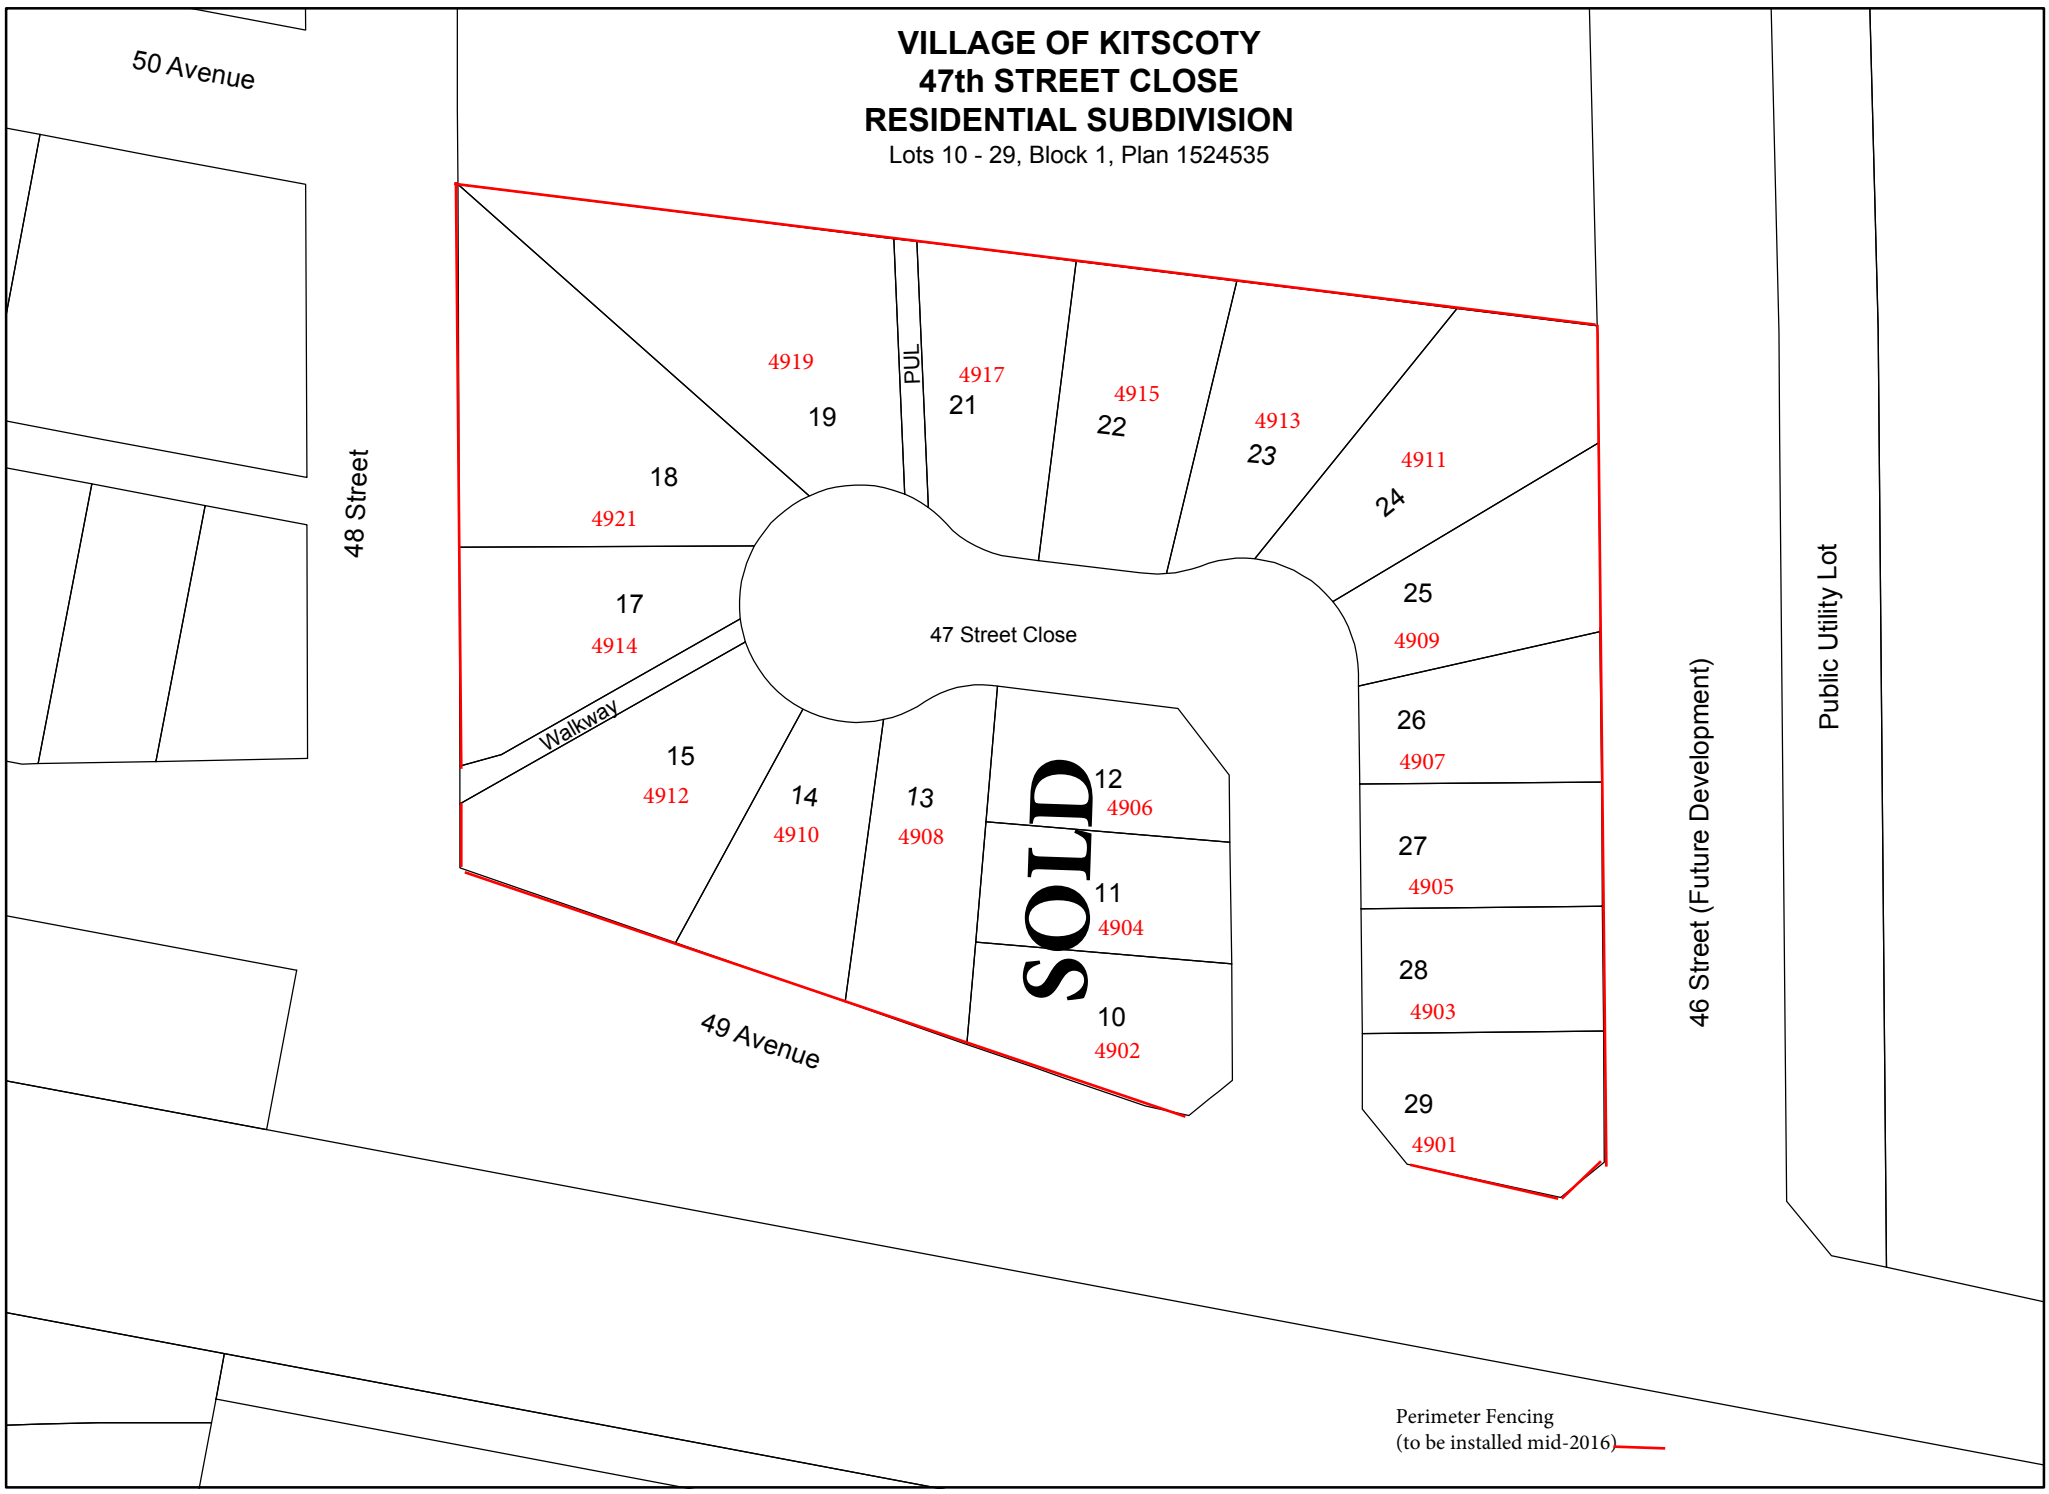 VILLAGE OF KITSCOTY
47th STREET CLOSE
RESIDENTIAL SUBDIVISION
Lots 10 - 29, Block 1, Plan 1524535
50 Avenue
48 Street
4919
19
PUL
4917
21
4915
22
4913
23
4911
24
18
4921
17
4914
Walkway
47 Street Close
25
4909
26
4907
15
4912
14
4910
13
4908
SOLD
12
4906
11
4904
10
4902
27
4905
28
4903
29
4901
49 Avenue
46 Street (Future Development)
Public Utility Lot
Perimeter Fencing
(to be installed mid-2016)